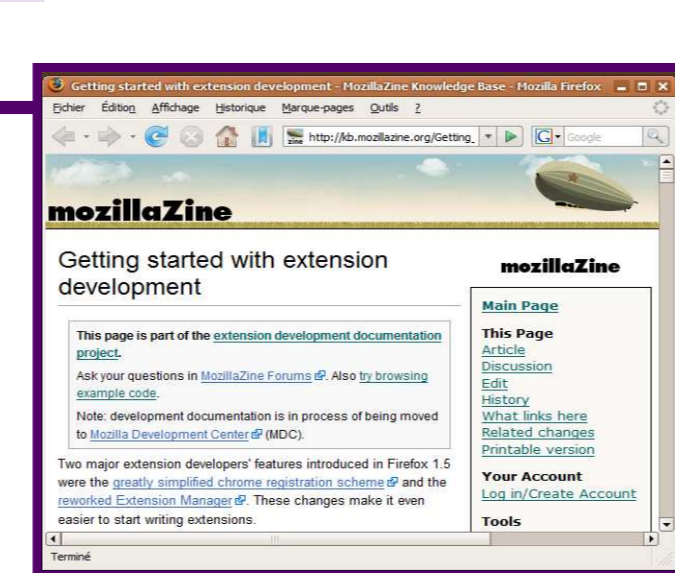 Getting started with extension development - MozillaZine Knowledge Base - Mozilla Firefox
Fichier Édition Affichage Historique Marque-pages Outils ?
zine http://kb.mozillazine.org/Getting_ G Google
mozillaZine
Getting started with extension
development
This page is part of the extension development documentation
project.
Ask your questions in MozillaZine Forums. Also try browsing
example code.
Note: development documentation is in process of being moved
to Mozilla Development Center (MDC).
Two major extension developers' features introduced in Firefox 1.5
were the greatly simplified chrome registration scheme and the
reworked Extension Manager. These changes make it even
easier to start writing extensions.
mozillaZine
Main Page
This Page
Article
Discussion
Edit
History
What links here
Related changes
Printable version
Your Account
Log in/Create Account
Tools
Terminé